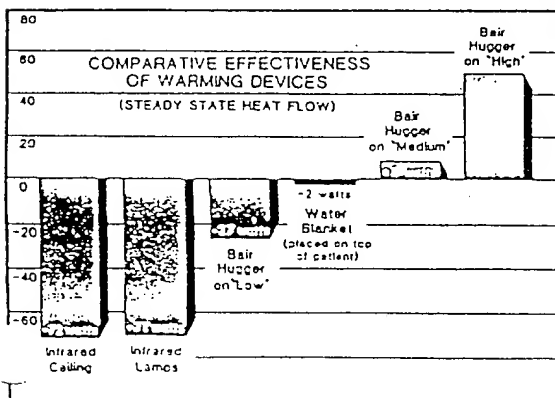 80
60
40
20
0
-20
-40
-60
COMPARATIVE EFFECTIVENESS
OF WARMING DEVICES
(STEADY STATE HEAT FLOW)
Bair
Hugger
on "High"
Bair
Hugger
on "Medium"
-2 watts
Water
Blanket
(placed on top
of patient)
Bair
Hugger
on "Low"
Infrared
Ceiling
Infrared
Lamps